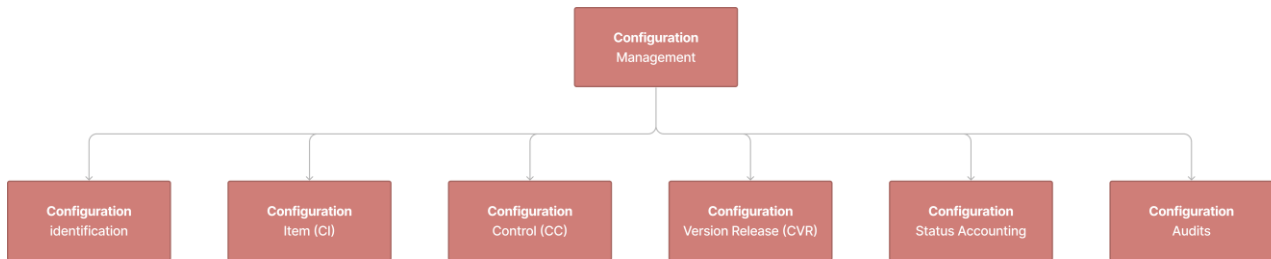 Configuration
Management
Configuration
identification
Configuration
Item (CI)
Configuration
Control (CC)
Configuration
Version Release (CVR)
Configuration
Status Accounting
Configuration
Audits